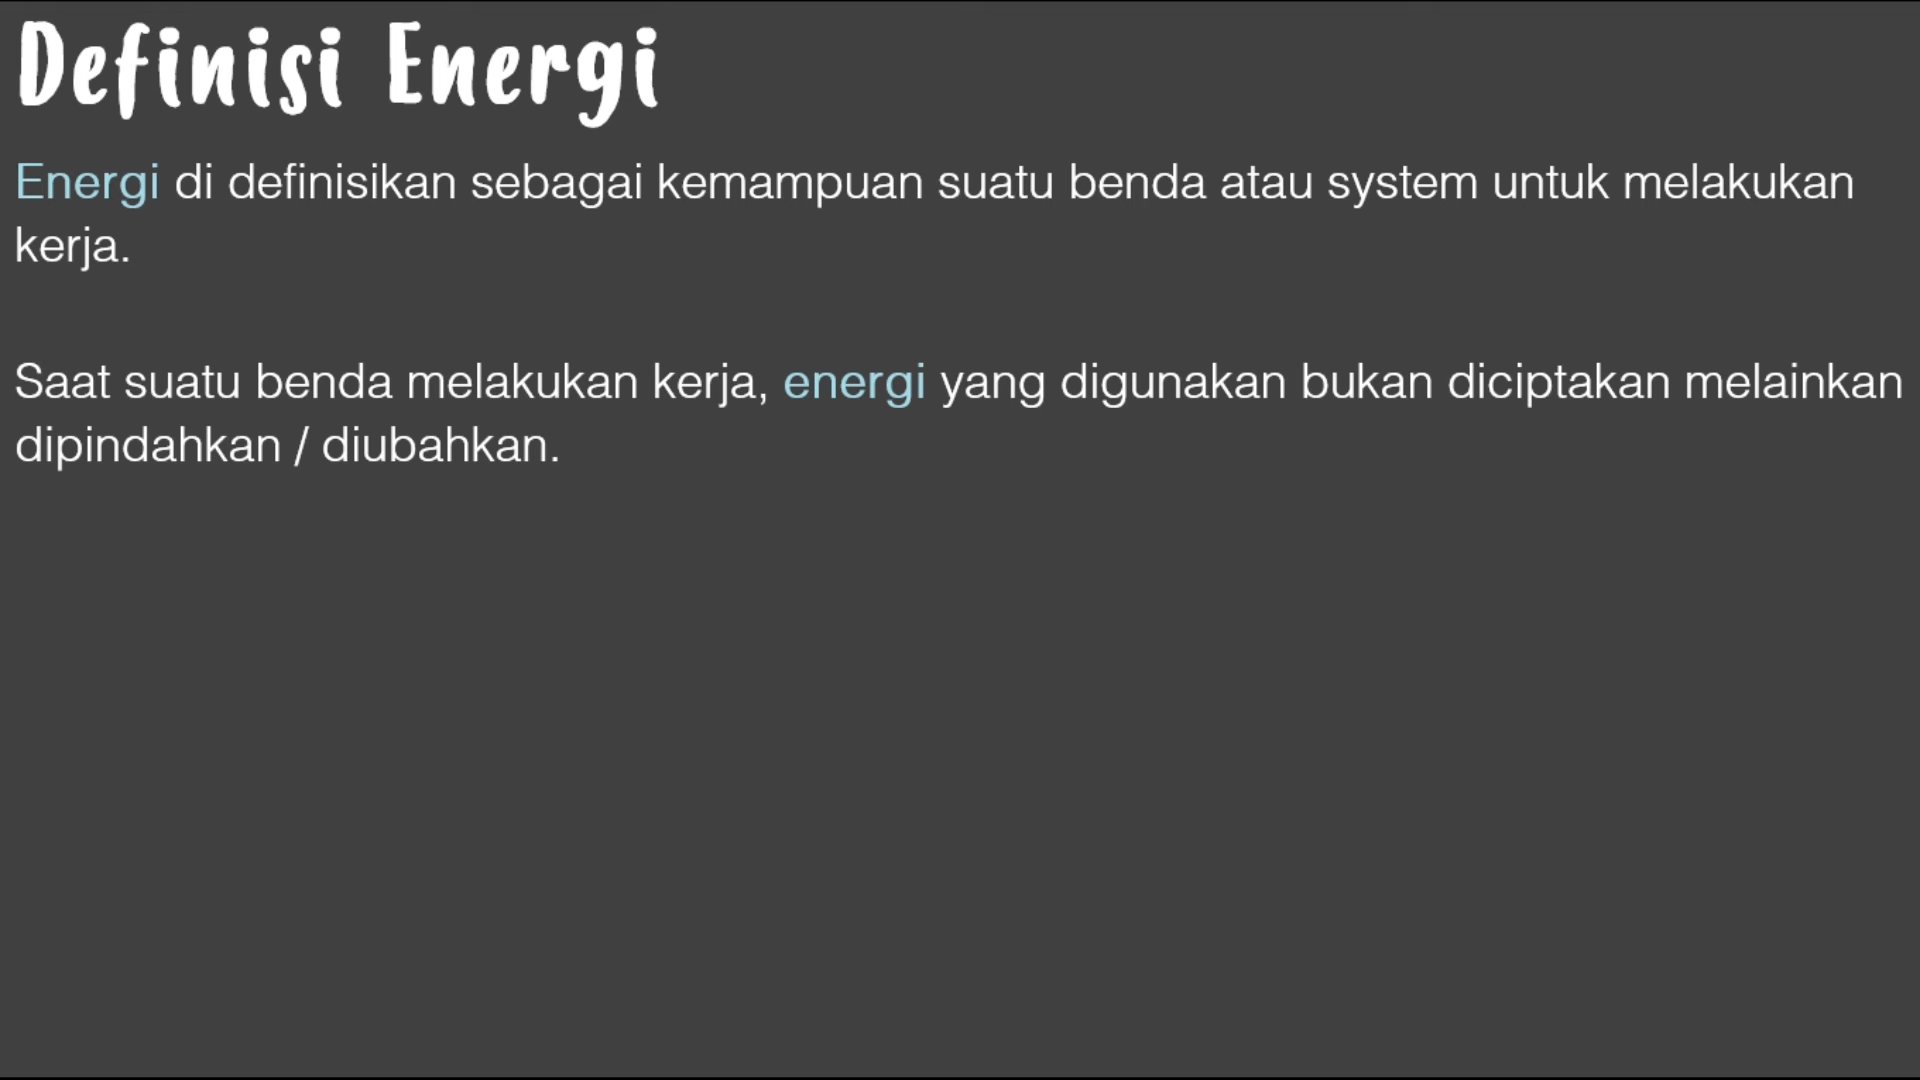 Definisi Energi
Energi di definisikan sebagai kemampuan suatu benda atau system untuk melakukan
kerja.
Saat suatu benda melakukan kerja, energi yang digunakan bukan diciptakan melainkan
dipindahkan / diubahkan.